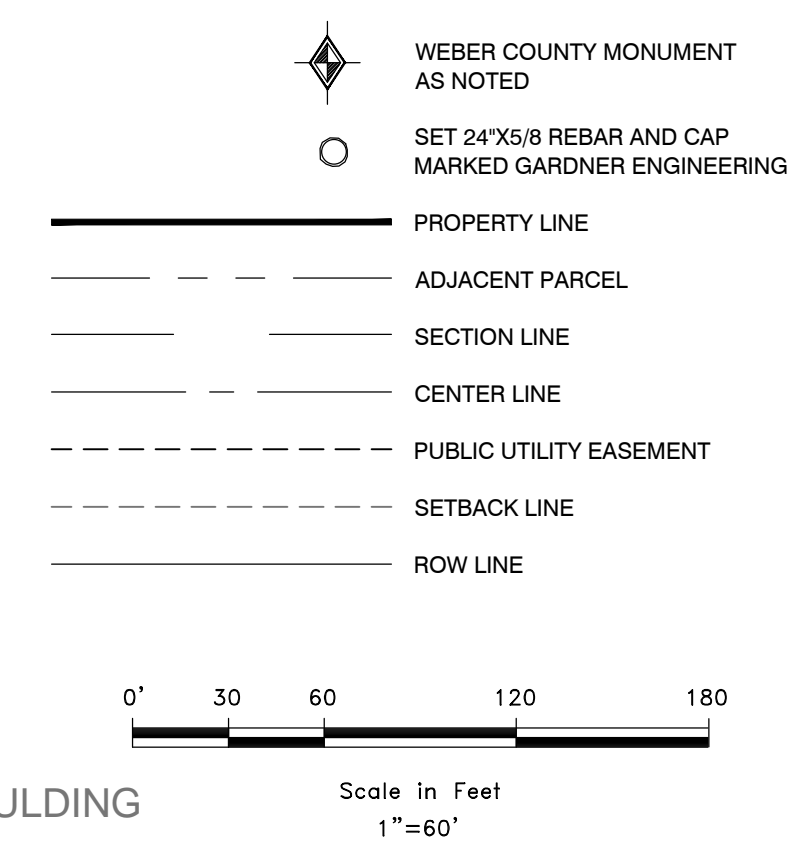 WEBER COUNTY MONUMENT
AS NOTED
SET 24"X5/8 REBAR AND CAP
MARKED GARDNER ENGINEERING
PROPERTY LINE
ADJACENT PARCEL
SECTION LINE
CENTER LINE
PUBLIC UTILITY EASEMENT
SETBACK LINE
ROW LINE
0' 30 60 120 180
Scale in Feet
1"=60'
ULDING